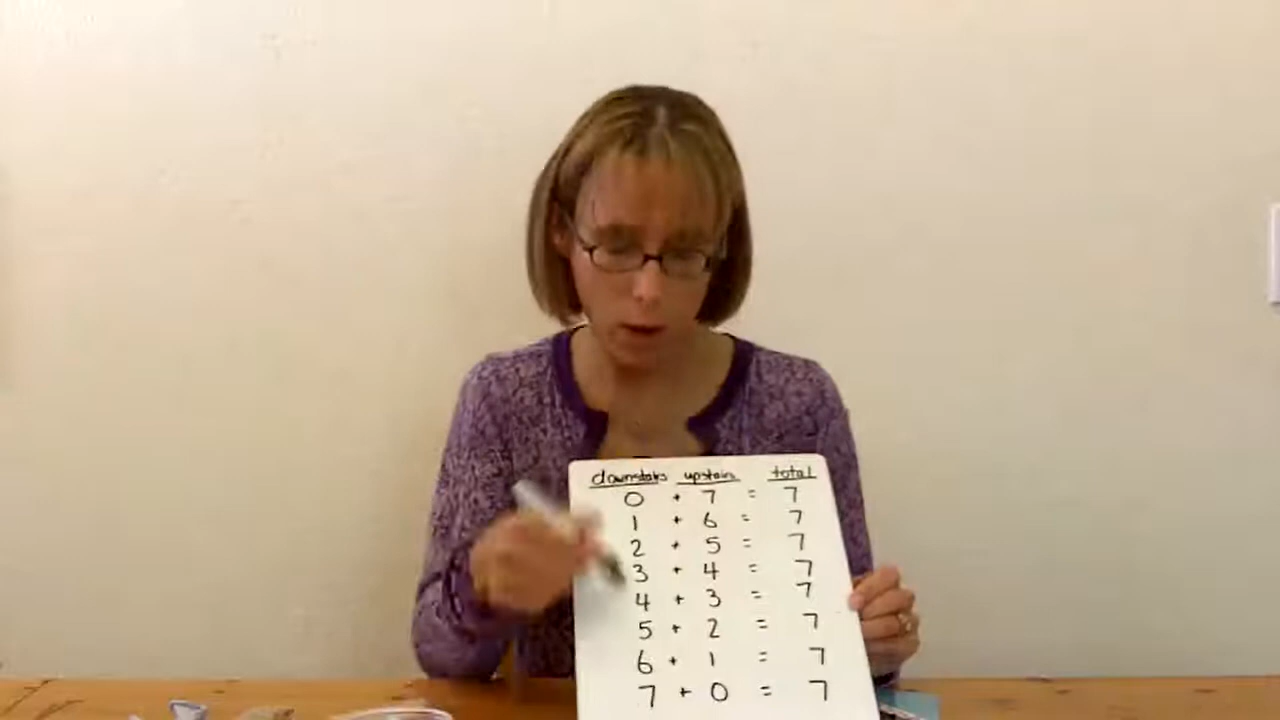 downstairs upstairs total
0 + 7 = 7
1 + 6 = 7
2 + 5 = 7
3 + 4 = 7
4 + 3 = 7
5 + 2 = 7
6 + 1 = 7
7 + 0 = 7